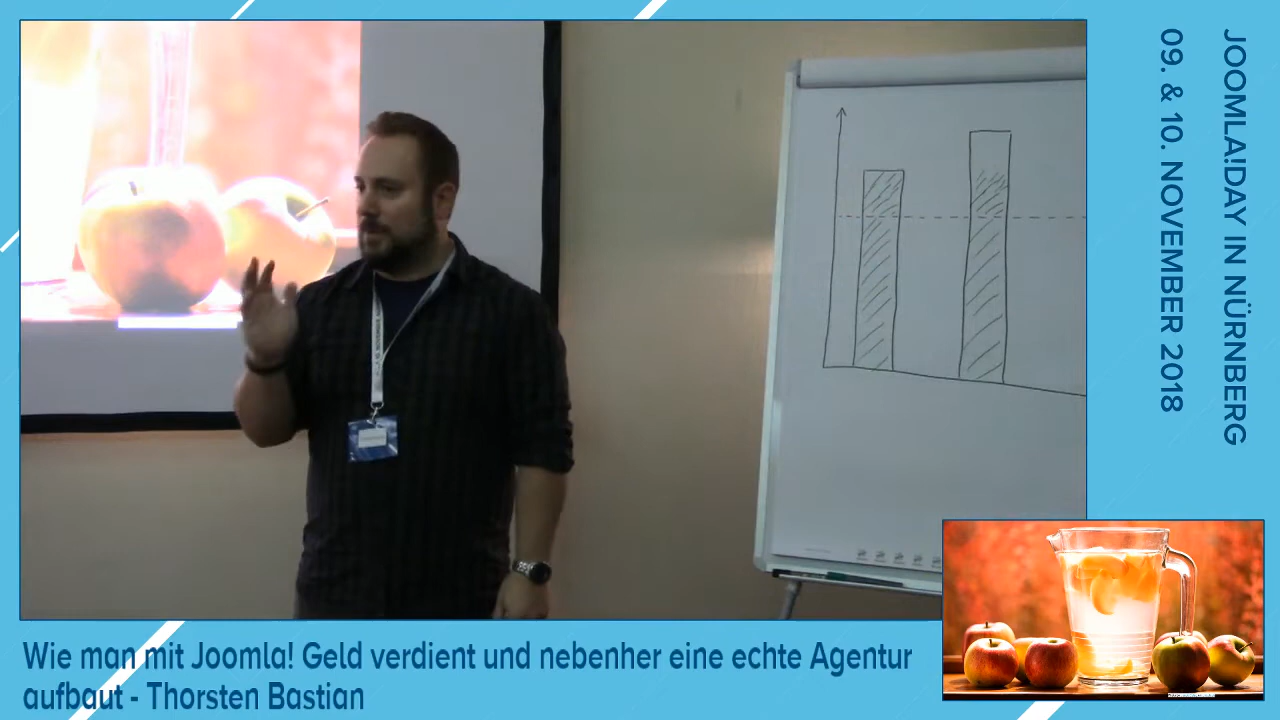 JOOMLA!DAY IN NÜRNBERG
09. & 10. NOVEMBER 2018
Wie man mit Joomla! Geld verdient und nebenher eine echte Agentur
aufbaut - Thorsten Bastian